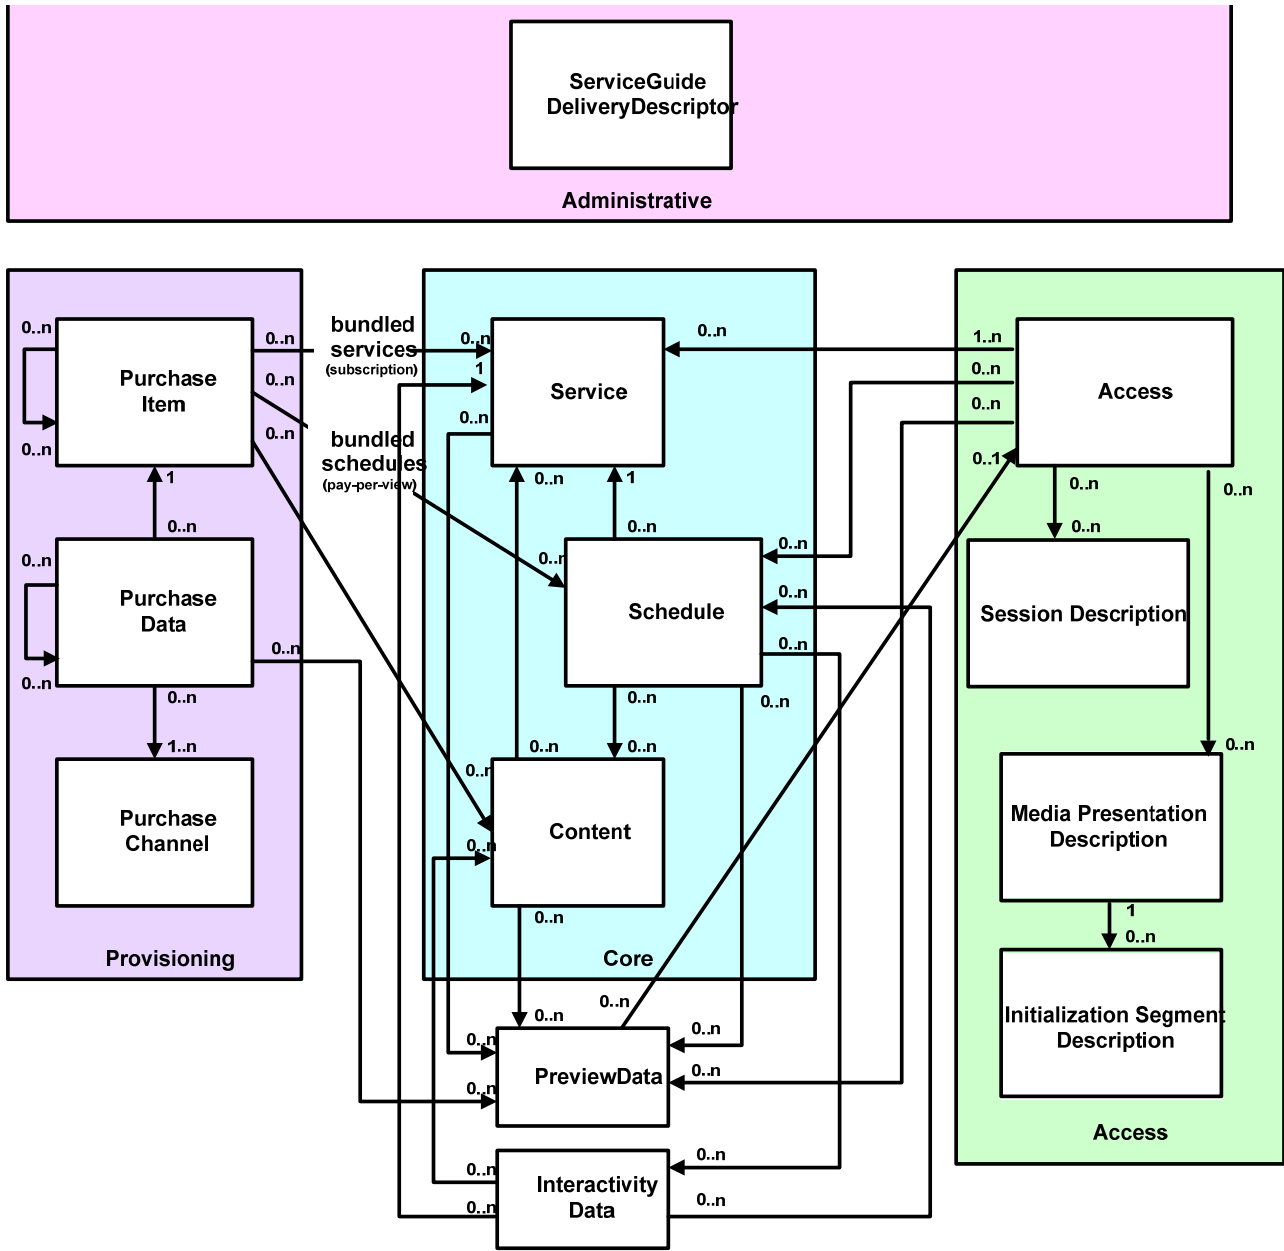 ServiceGuide
DeliveryDescriptor
Administrative
0..n
0..n
Purchase
Item
0..n
0..n
0..n
bundled
services
(subscription)
bundled
schedules
(pay-per-view)
1
0..n
0..n
0..n
Purchase
Data
0..n
0..n
1..n
Purchase
Channel
Provisioning
0..n
1
0..n
Service
0..n
0..n
1
0..n
0..n
Schedule
0..n
0..n
0..n
0..n
0..n
0..n
0..n
0..n
0..n
Content
0..n
Core
0..n
0..n
0..n
0..n
0..n
0..n
PreviewData
0..n
0..n
Interactivity
Data
0..n
0..n
1..n
0..n
0..n
0..1
Access
0..n
0..n
0..n
Session Description
0..n
Media Presentation
Description
1
0..n
Initialization Segment
Description
Access